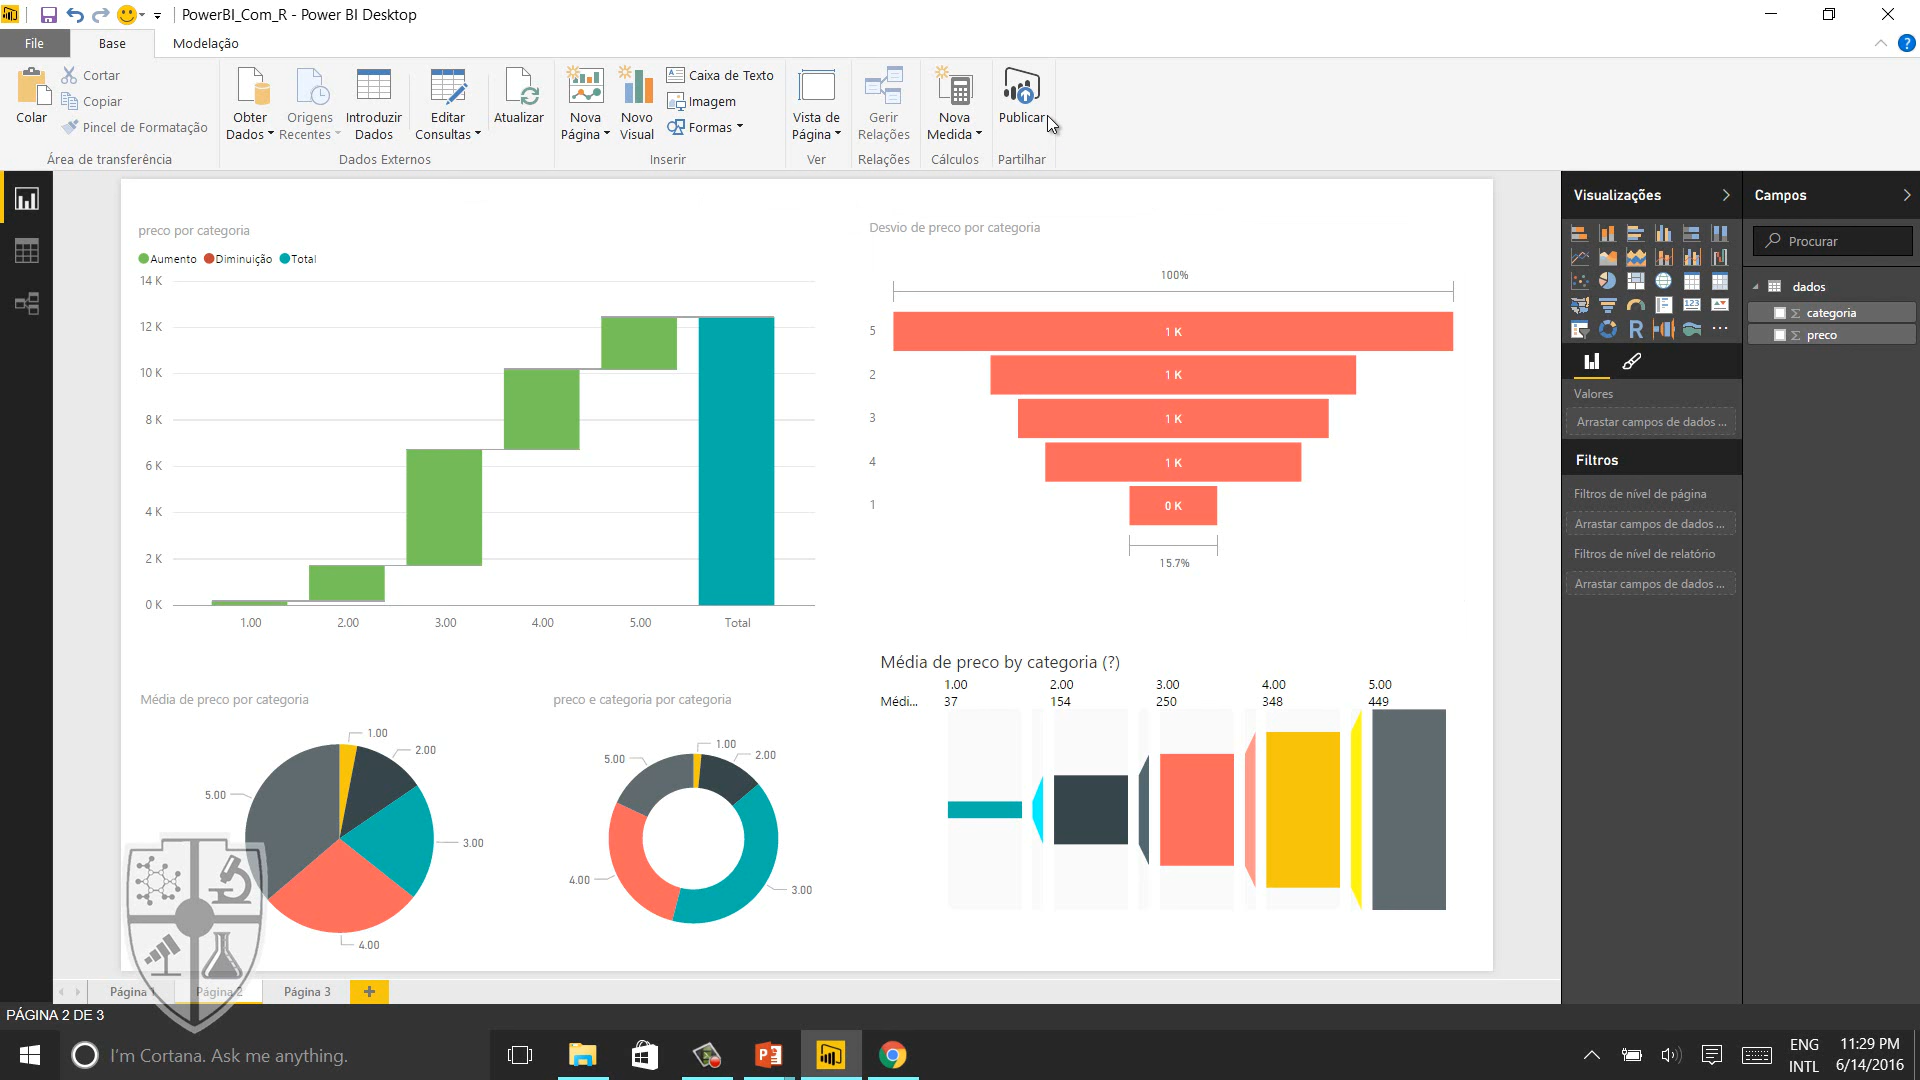 PowerBI_Com_R - Power BI Desktop
File
Base
Modelação
?
Colar
Cortar
Copiar
Pincel de Formatação
Área de transferência
Obter Dados
Origens Recentes
Introduzir Dados
Editar Consultas
Atualizar
Dados Externos
Nova Página
Novo Visual
Caixa de Texto
Imagem
Formas
Inserir
Vista de Página
Ver
Gerir Relações
Relações
Nova Medida
Cálculos
Publicar
Partilhar
preco por categoria
Aumento Diminuição Total
14 K
12 K
10 K
8 K
6 K
4 K
2 K
0 K
1.00 2.00 3.00 4.00 5.00 Total
Desvio de preco por categoria
100%
5 1 K
2 1 K
3 1 K
4 1 K
1 0 K
15.7%
Média de preco por categoria
1.00
2.00
5.00
3.00
4.00
preco e categoria por categoria
1.00
2.00
5.00
4.00
3.00
Média de preco by categoria (?)
1.00 2.00 3.00 4.00 5.00
Médi... 37 154 250 348 449
Visualizações
R
123
Valores
Arrastar campos de dados ...
Filtros
Filtros de nível de página
Arrastar campos de dados ...
Filtros de nível de relatório
Arrastar campos de dados ...
Campos
Procurar
dados
Σ categoria
Σ preco
Página 1
Página 2
Página 3
+
PÁGINA 2 DE 3
I'm Cortana. Ask me anything.
ENG
INTL
11:29 PM
6/14/2016